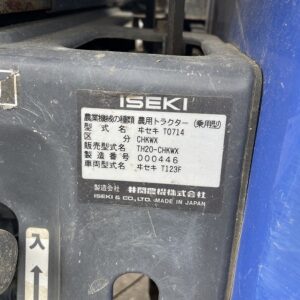 ISEKI
農業機械の種類 農用トラクター (乗用型)
型式名 ヰセキ T0714
区分 CHKWX
販売型式名 TH20-CHKWX
製造番号 000446
車両型式名 ヰセキ T123F
製造会社 井関農機株式会社
ISEKI & CO., LTD. MADE IN JAPAN
入